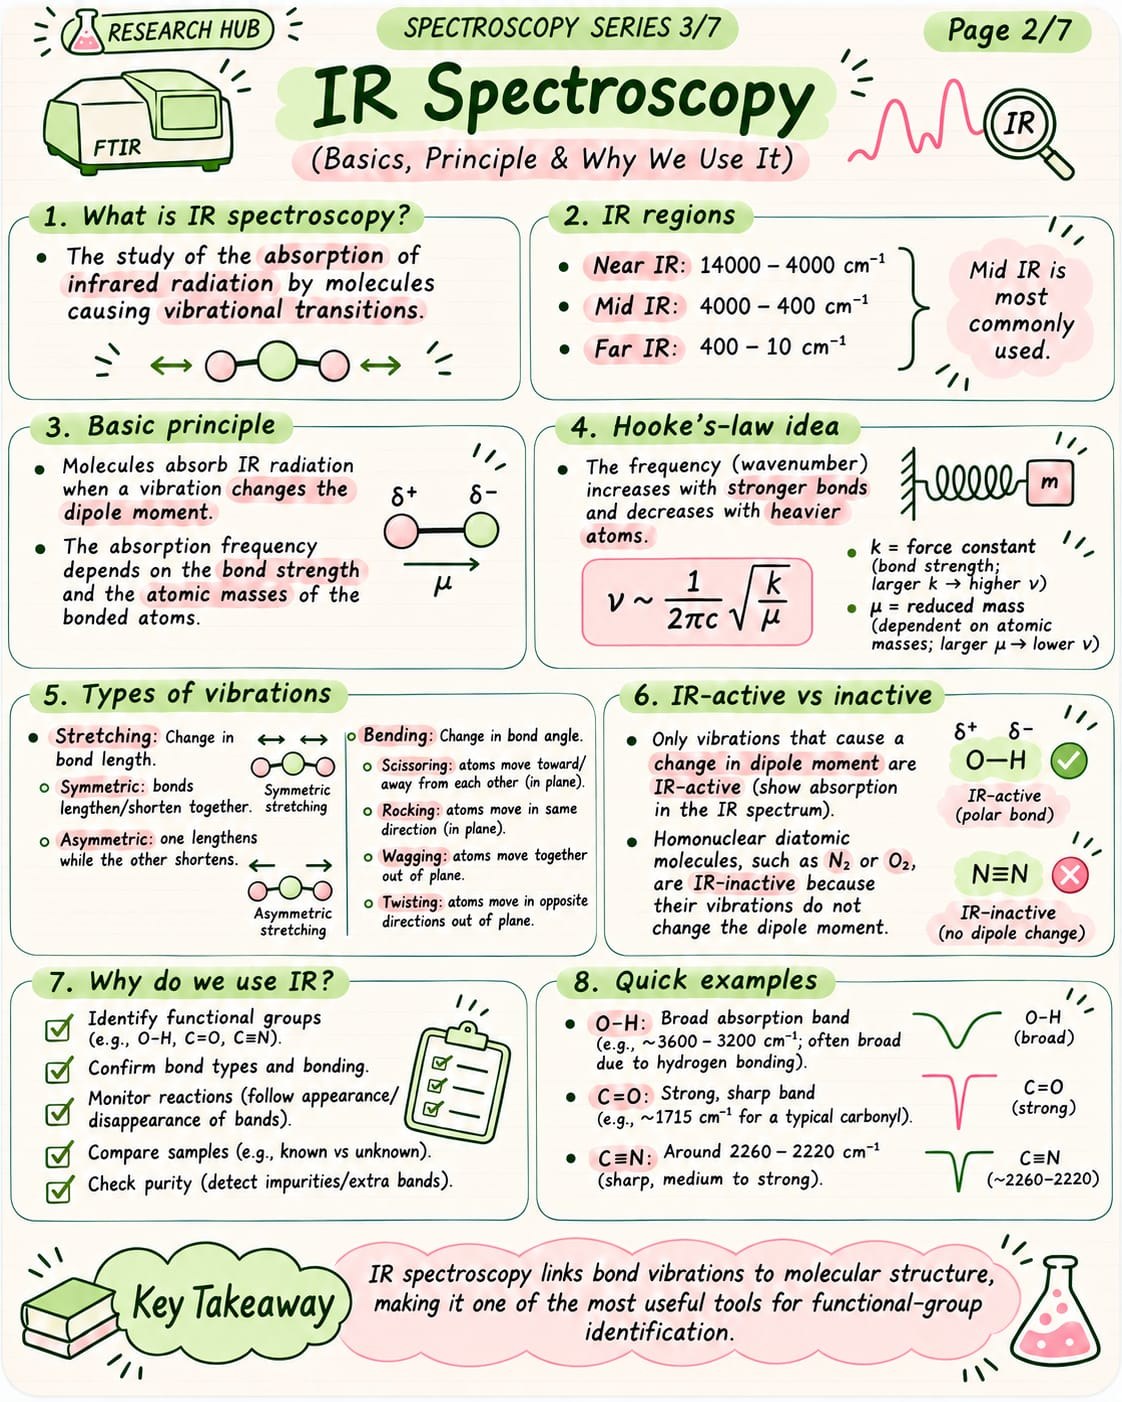 RESEARCH HUB
SPECTROSCOPY SERIES 3/7
Page 2/7
FTIR
IR Spectroscopy
(Basics, Principle & Why We Use It)
IR
1. What is IR spectroscopy?
• The study of the absorption of
infrared radiation by molecules
causing vibrational transitions.
2. IR regions
• Near IR: 14000 – 4000 cm⁻¹
• Mid IR: 4000 – 400 cm⁻¹
• Far IR: 400 – 10 cm⁻¹
Mid IR is
most
commonly
used.
3. Basic principle
• Molecules absorb IR radiation
when a vibration changes the
dipole moment.
• The absorption frequency
depends on the bond strength
and the atomic masses of the
bonded atoms.
δ⁺ δ⁻
μ
4. Hooke's-law idea
• The frequency (wavenumber)
increases with stronger bonds
and decreases with heavier
atoms.
m
ν ~ 1/2πc √k/μ
• k = force constant
(bond strength;
larger k → higher ν)
• μ = reduced mass
(dependent on atomic
masses; larger μ → lower ν)
5. Types of vibrations
• Stretching: Change in
bond length.
○ Symmetric: bonds
lengthen/shorten together.
○ Asymmetric: one lengthens
while the other shortens.
Symmetric
stretching
Asymmetric
stretching
○ Bending: Change in bond angle.
○ Scissoring: atoms move toward/
away from each other (in plane).
○ Rocking: atoms move in same
direction (in plane).
○ Wagging: atoms move together
out of plane.
○ Twisting: atoms move in opposite
directions out of plane.
6. IR-active vs inactive
• Only vibrations that cause a
change in dipole moment are
IR-active (show absorption
in the IR spectrum).
• Homonuclear diatomic
molecules, such as N₂ or O₂,
are IR-inactive because
their vibrations do not
change the dipole moment.
δ⁺ δ⁻
O—H
IR-active
(polar bond)
N≡N
IR-inactive
(no dipole change)
7. Why do we use IR?
Identify functional groups
(e.g., O-H, C=O, C≡N).
Confirm bond types and bonding.
Monitor reactions (follow appearance/
disappearance of bands).
Compare samples (e.g., known vs unknown).
Check purity (detect impurities/extra bands).
8. Quick examples
• O-H: Broad absorption band
(e.g., ~3600 – 3200 cm⁻¹; often broad
due to hydrogen bonding).
• C=O: Strong, sharp band
(e.g., ~1715 cm⁻¹ for a typical carbonyl).
• C≡N: Around 2260 – 2220 cm⁻¹
(sharp, medium to strong).
O-H
(broad)
C=O
(strong)
C≡N
(~2260-2220)
Key Takeaway
IR spectroscopy links bond vibrations to molecular structure,
making it one of the most useful tools for functional-group
identification.